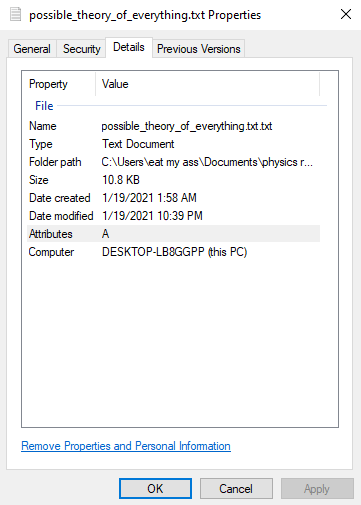 possible_theory_of_everything.txt Properties
General Security Details Previous Versions
Property Value
File
Name possible_theory_of_everything.txt.txt
Type Text Document
Folder path C:\Users\eat my ass\Documents\physics r...
Size 10.8 KB
Date created 1/19/2021 1:58 AM
Date modified 1/19/2021 10:39 PM
Attributes A
Computer DESKTOP-LB8GGPP (this PC)
Remove Properties and Personal Information
OK Cancel Apply